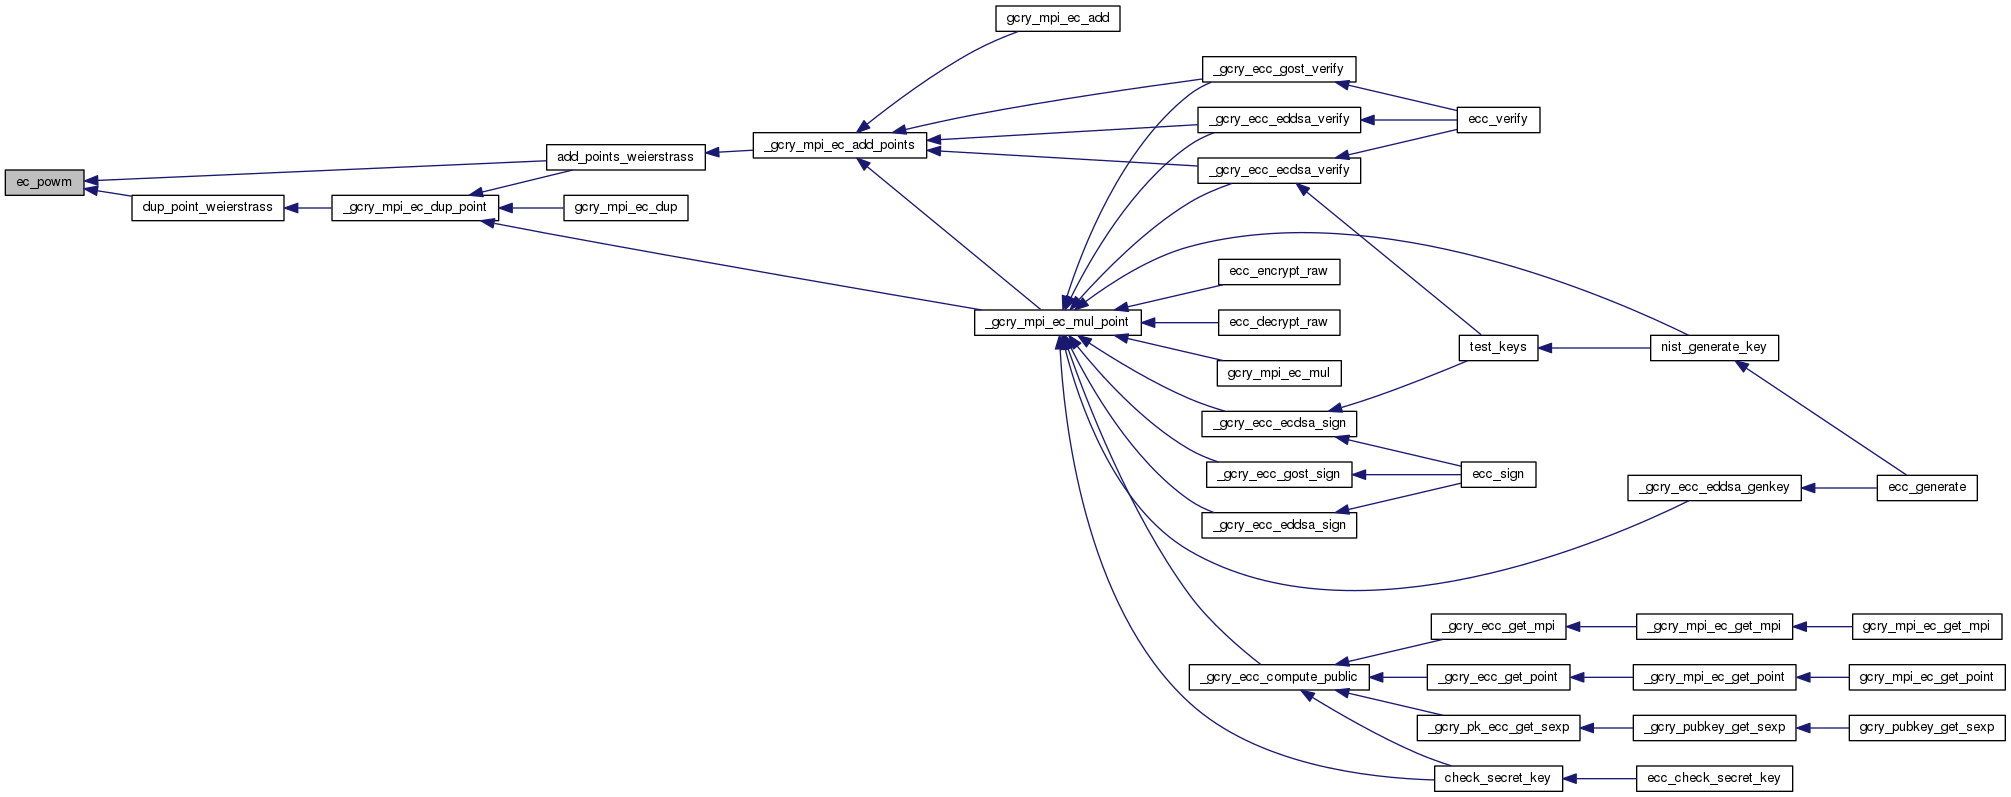 gcry_mpi_ec_add
_gcry_ecc_gost_verify
_gcry_ecc_eddsa_verify
ecc_verify
_gcry_mpi_ec_add_points
add_points_weierstrass
_gcry_ecc_ecdsa_verify
ec_powm
dup_point_weierstrass
_gcry_mpi_ec_dup_point
gcry_mpi_ec_dup
ecc_encrypt_raw
_gcry_mpi_ec_mul_point
ecc_decrypt_raw
test_keys
nist_generate_key
gcry_mpi_ec_mul
_gcry_ecc_ecdsa_sign
_gcry_ecc_gost_sign
ecc_sign
_gcry_ecc_eddsa_genkey
ecc_generate
_gcry_ecc_eddsa_sign
_gcry_ecc_get_mpi
_gcry_mpi_ec_get_mpi
gcry_mpi_ec_get_mpi
_gcry_ecc_compute_public
_gcry_ecc_get_point
_gcry_mpi_ec_get_point
gcry_mpi_ec_get_point
_gcry_pk_ecc_get_sexp
_gcry_pubkey_get_sexp
gcry_pubkey_get_sexp
check_secret_key
ecc_check_secret_key